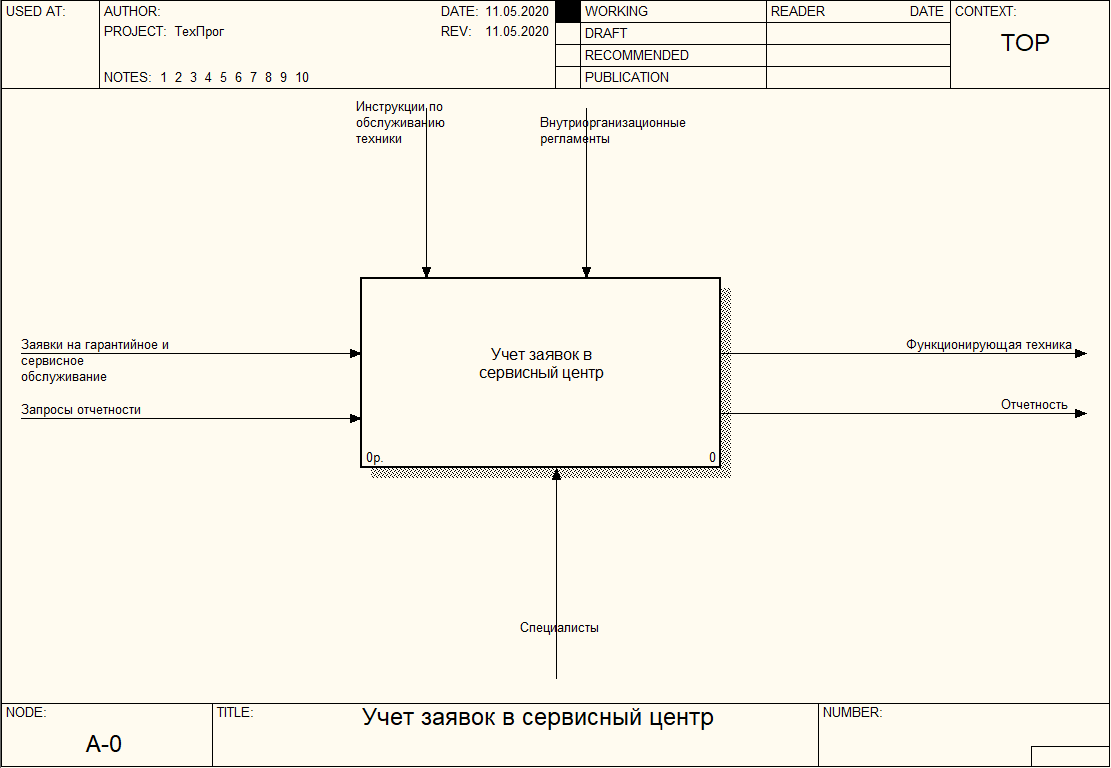 USED AT:
AUTHOR:
DATE: 11.05.2020
PROJECT: ТехПрог
REV: 11.05.2020
NOTES: 1 2 3 4 5 6 7 8 9 10
WORKING
DRAFT
RECOMMENDED
PUBLICATION
READER
DATE
CONTEXT:
TOP
Инструкции по
обслуживанию
техники
Внутриорганизационные
регламенты
Заявки на гарантийное и
сервисное
обслуживание
Запросы отчетности
Учет заявок в
сервисный центр
0р.
0
Функционирующая техника
Отчетность
Специалисты
NODE:
A-0
TITLE:
Учет заявок в сервисный центр
NUMBER: